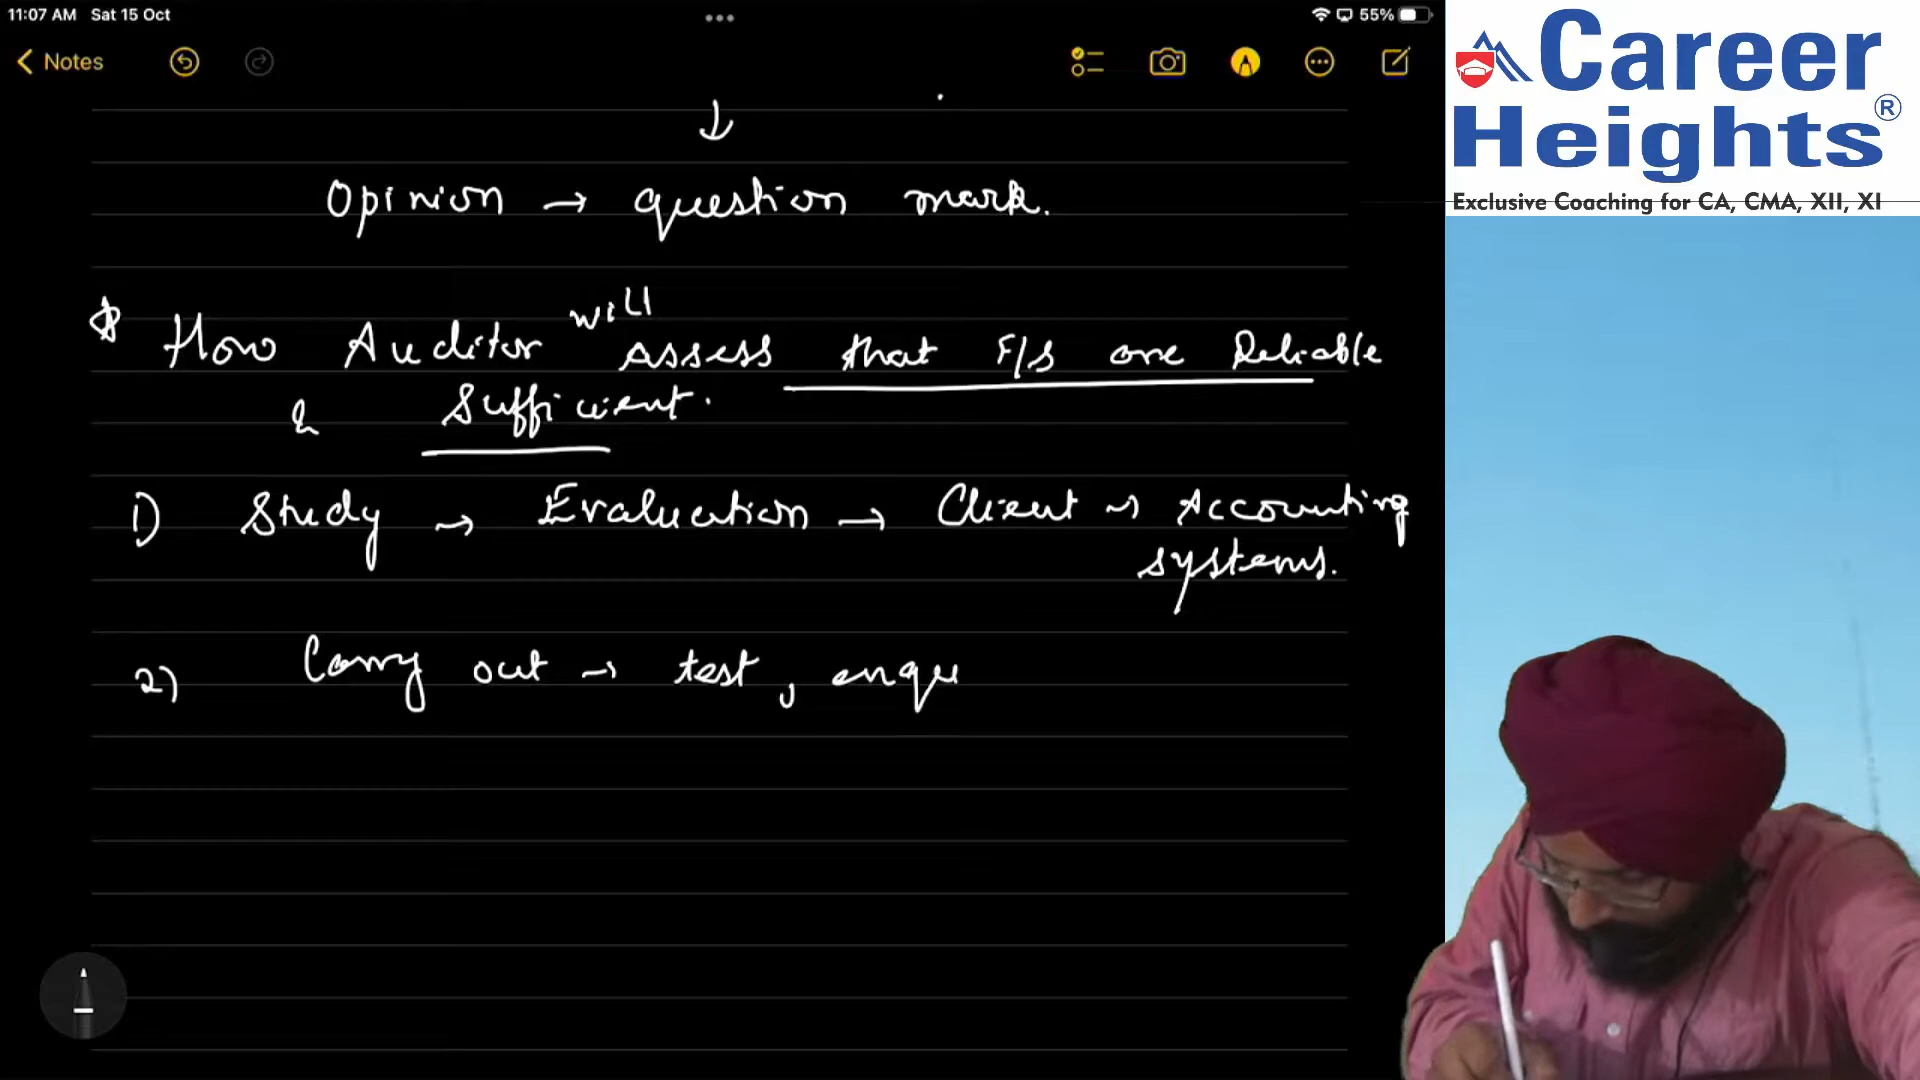 11:07 AM Sat 15 Oct
55%
Notes
Career
Heights®
Exclusive Coaching for CA, CMA, XII, XI
↓
Opinion → question mark.
How Auditor will Assess that F/S are Reliable
& Sufficient.
1) Study → Evaluation → Client → Accounting
systems.
2) Carry out → test, enqu